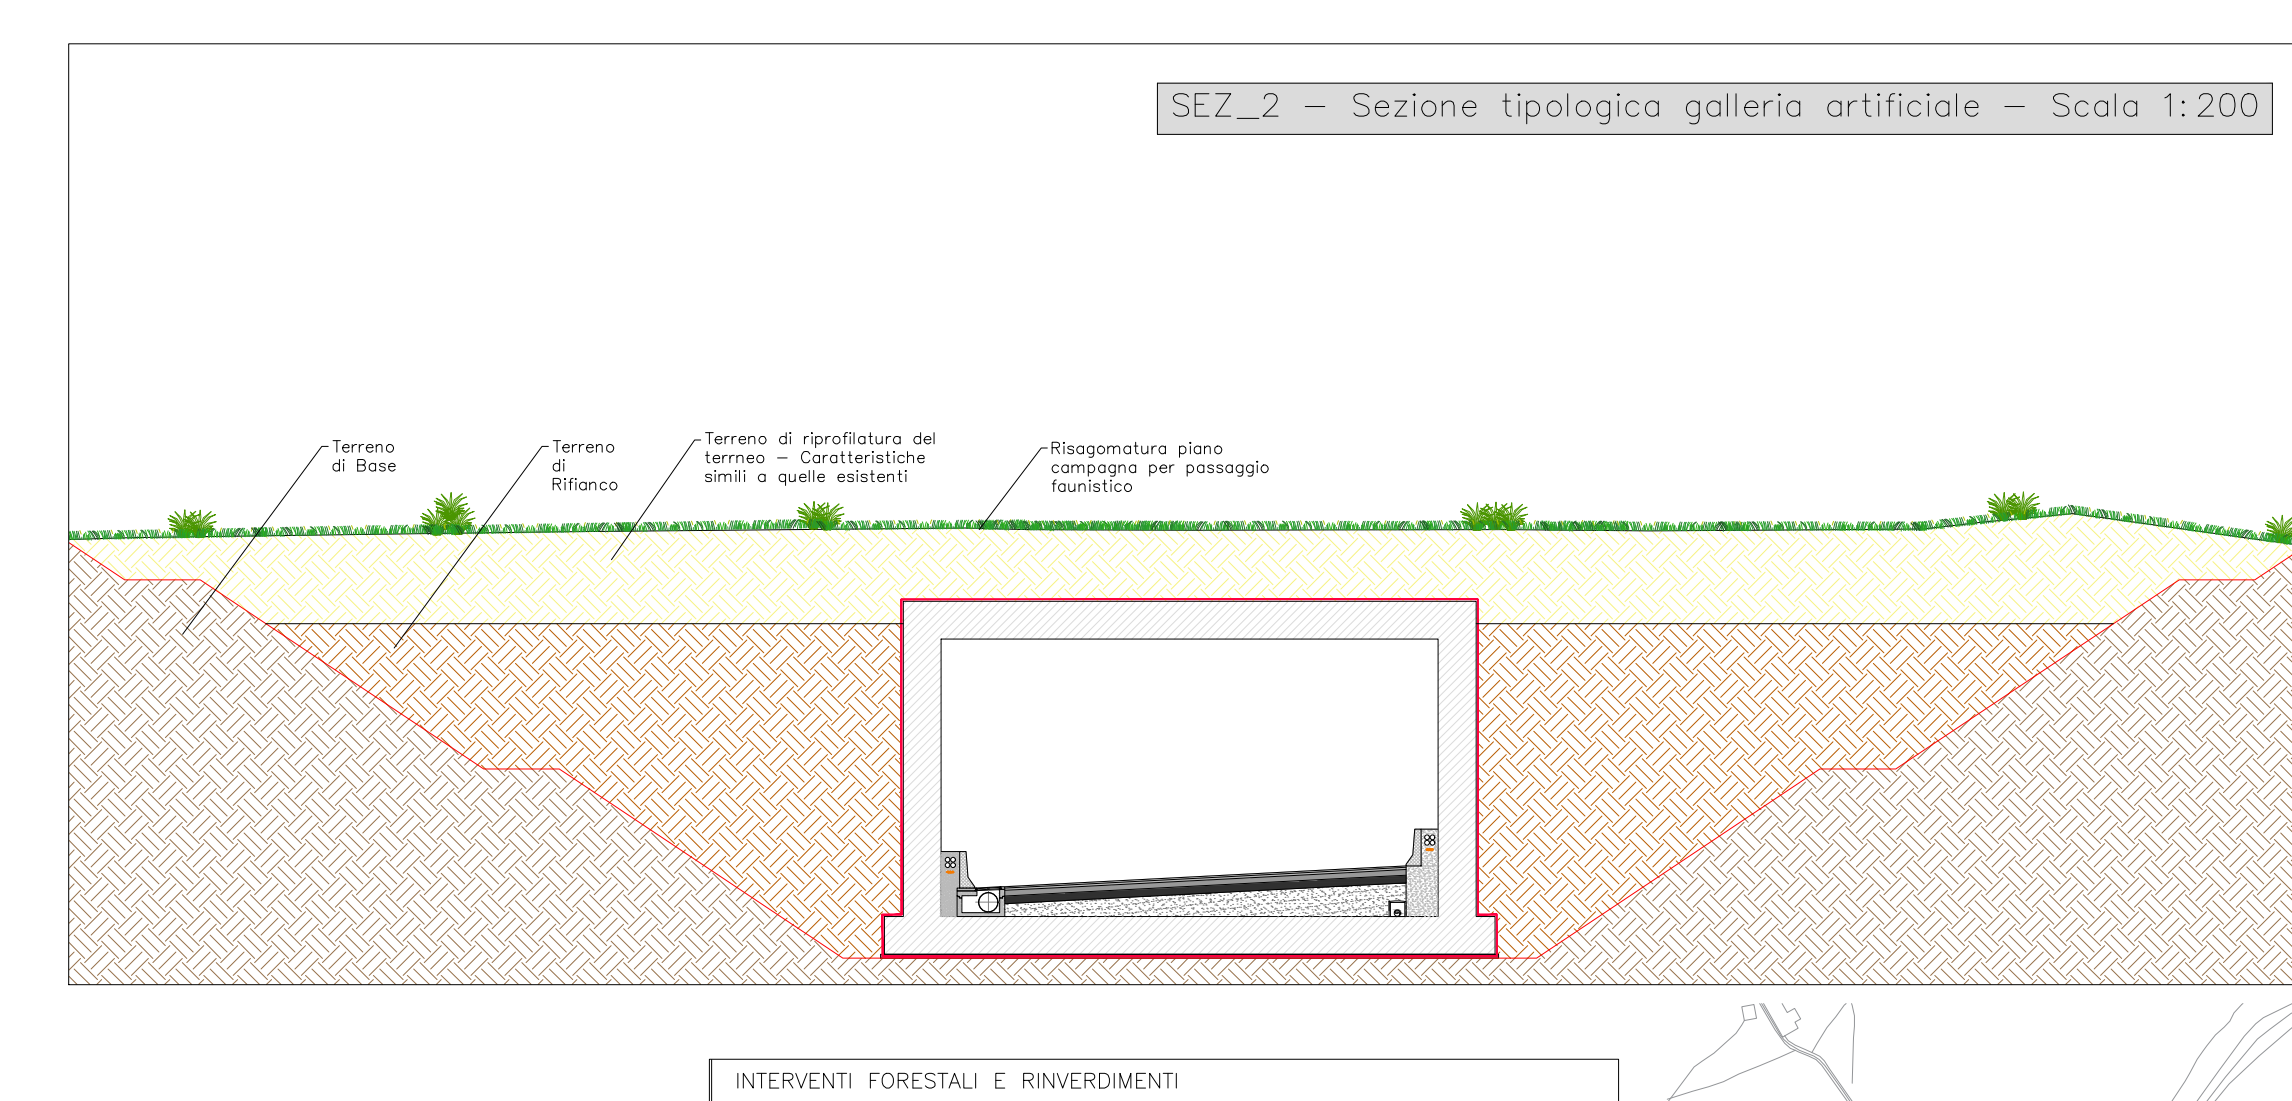 SEZ_2 – Sezione tipologica galleria artificiale – Scala 1:200
Terreno
di Base
Terreno
di
Rifianco
Terreno di riprofilatura del
terrneo – Caratteristiche
simili a quelle esistenti
Risagomatura piano
campagna per passaggio
faunistico
INTERVENTI FORESTALI E RINVERDIMENTI